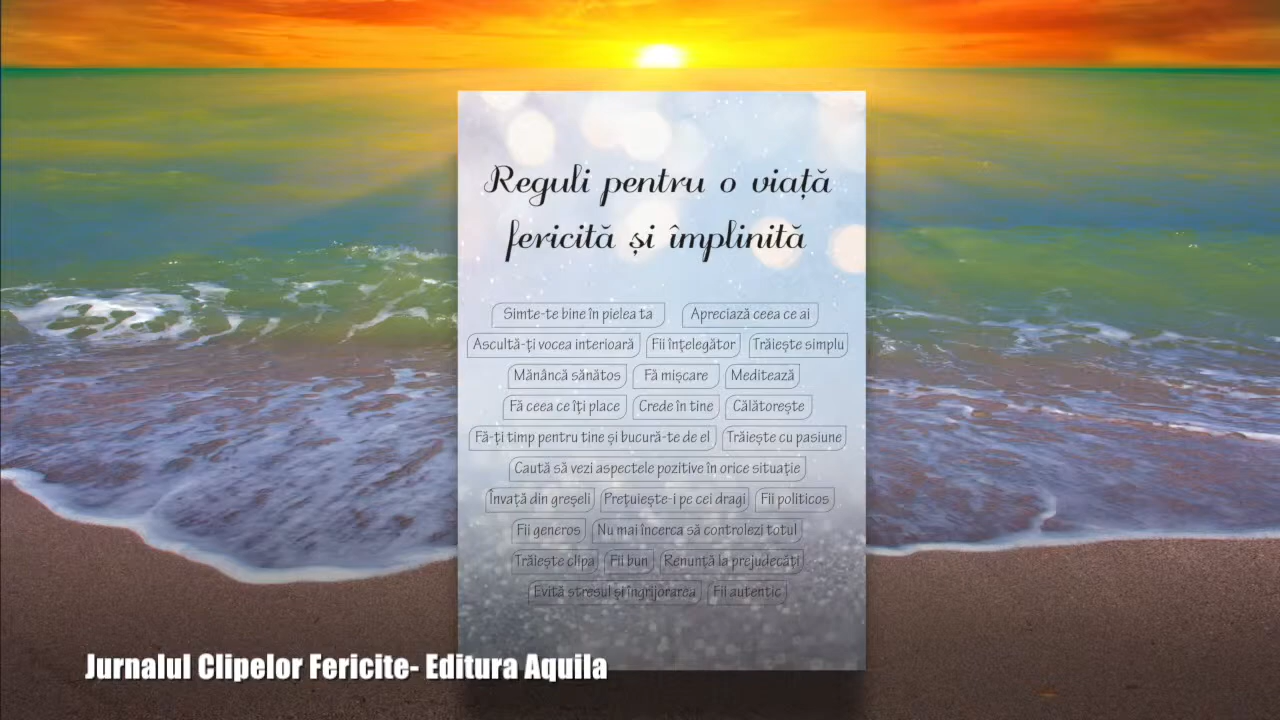 Reguli pentru o viață
fericită și împlinită
Simte-te bine în pielea ta Apreciază ceea ce ai
Ascultă-ți vocea interioară Fii înțelegător Trăiește simplu
Mănâncă sănătos Fă mișcare Meditează
Fă ceea ce îți place Crede în tine Călătorește
Fă-ți timp pentru tine și bucură-te de el Trăiește cu pasiune
Caută să vezi aspectele pozitive în orice situație
Învață din greșeli Prețuiește-i pe cei dragi Fii politicos
Fii generos Nu mai încerca să controlezi totul
Trăiește clipa Fii bun Renunță la prejudecăți
Evită stresul și îngrijorarea Fii autentic
Jurnalul Clipelor Fericite- Editura Aquila